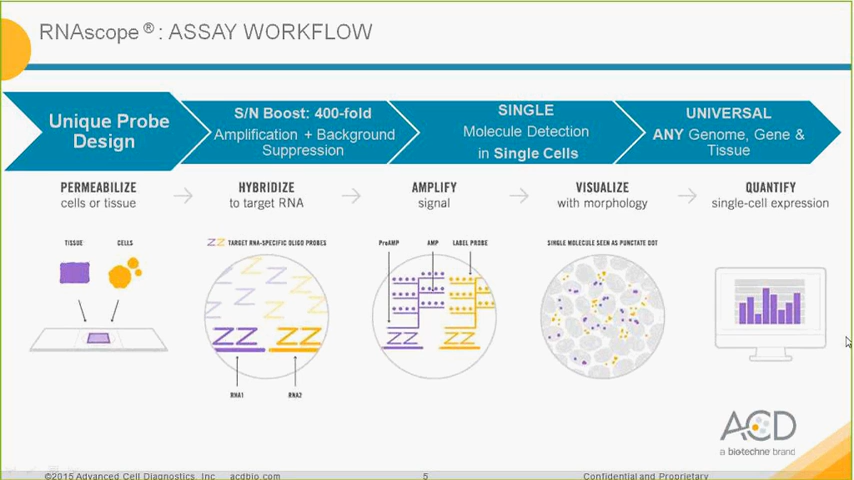 RNAscope ® : ASSAY WORKFLOW
Unique Probe
Design
S/N Boost: 400-fold
Amplification + Background
Suppression
SINGLE
Molecule Detection
in Single Cells
UNIVERSAL
ANY Genome, Gene &
Tissue
PERMEABILIZE
cells or tissue
HYBRIDIZE
to target RNA
AMPLIFY
signal
VISUALIZE
with morphology
QUANTIFY
single-cell expression
TISSUE
CELLS
ZZ TARGET RNA-SPECIFIC OLIGO PROBES
PreAMP
AMP
LABEL PROBE
SINGLE MOLECULE SEEN AS PUNCTATE DOT
RNA1
RNA2
ACD
a biotechne brand
©2015 Advanced Cell Diagnostics, Inc acdbio.com
5
Confidential and Proprietary